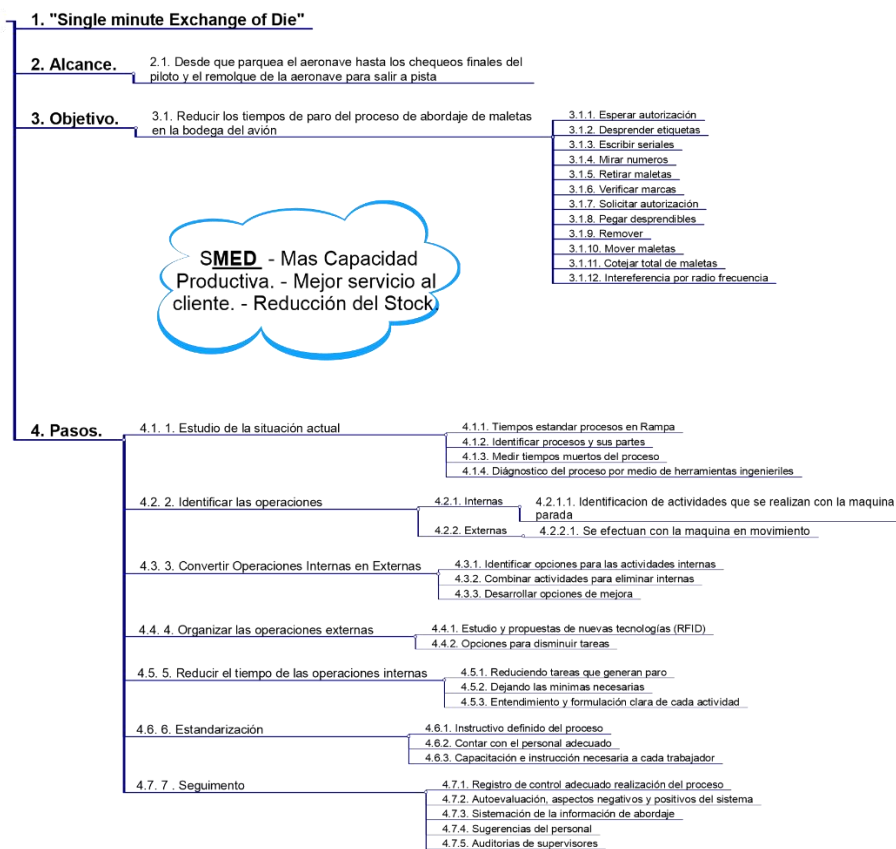 1. "Single minute Exchange of Die"
2. Alcance.
2.1. Desde que parquea el aeronave hasta los chequeos finales del
piloto y el remolque de la aeronave para salir a pista
3. Objetivo.
3.1. Reducir los tiempos de paro del proceso de abordaje de maletas
en la bodega del avión
3.1.1. Esperar autorización
3.1.2. Desprender etiquetas
3.1.3. Escribir seriales
3.1.4. Mirar numeros
3.1.5. Retirar maletas
3.1.6. Verificar marcas
3.1.7. Solicitar autorización
3.1.8. Pegar desprendibles
3.1.9. Remover
3.1.10. Mover maletas
3.1.11. Cotejar total de maletas
3.1.12. Intereferencia por radio frecuencia
SMED - Mas Capacidad
Productiva. - Mejor servicio al
cliente. - Reducción del Stock.
4. Pasos.
4.1. 1. Estudio de la situación actual
4.1.1. Tiempos estandar procesos en Rampa
4.1.2. Identificar procesos y sus partes
4.1.3. Medir tiempos muertos del proceso
4.1.4. Diágnostico del proceso por medio de herramientas ingenieriles
4.2. 2. Identificar las operaciones
4.2.1. Internas
4.2.1.1. Identificacion de actividades que se realizan con la maquina
parada
4.2.2. Externas
4.2.2.1. Se efectuan con la maquina en movimiento
4.3. 3. Convertir Operaciones Internas en Externas
4.3.1. Identificar opciones para las actividades internas
4.3.2. Combinar actividades para eliminar internas
4.3.3. Desarrollar opciones de mejora
4.4. 4. Organizar las operaciones externas
4.4.1. Estudio y propuestas de nuevas tecnologías (RFID)
4.4.2. Opciones para disminuir tareas
4.5. 5. Reducir el tiempo de las operaciones internas
4.5.1. Reduciendo tareas que generan paro
4.5.2. Dejando las minimas necesarias
4.5.3. Entendimiento y formulación clara de cada actividad
4.6. 6. Estandarización
4.6.1. Instructivo definido del proceso
4.6.2. Contar con el personal adecuado
4.6.3. Capacitación e instrucción necesaria a cada trabajador
4.7. 7 . Seguimento
4.7.1. Registro de control adecuado realización del proceso
4.7.2. Autoevaluación, aspectos negativos y positivos del sistema
4.7.3. Sistemación de la información de abordaje
4.7.4. Sugerencias del personal
4.7.5. Auditorias de supervisores